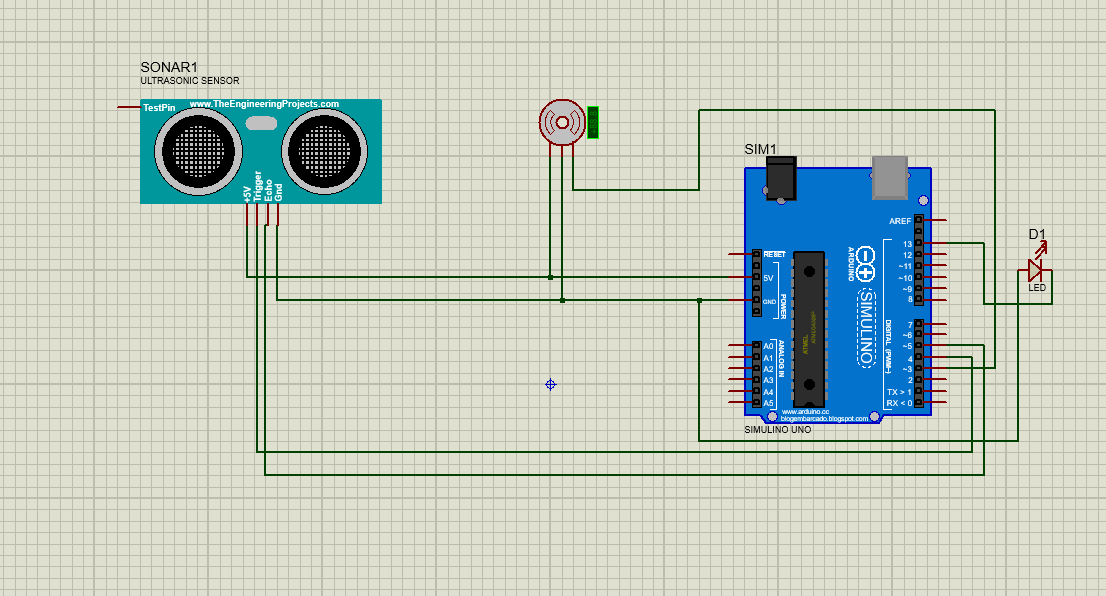 SONAR1
ULTRASONIC SENSOR
TestPin
www.TheEngineeringProjects.com
+5V
Trigger
Echo
Gnd
SIM1
AREF
RESET
5V
GND
POWER
A0
A1
A2
A3
A4
A5
ANALOG IN
ARDUINO
SIMULINO
ATMEL
13
12
~11
~10
~9
8
7
~6
~5
4
~3
2
TX > 1
RX < 0
DIGITAL (PWM~)
www.arduino.cc
blogembarcado.blogspot.com
SIMULINO UNO
D1
LED